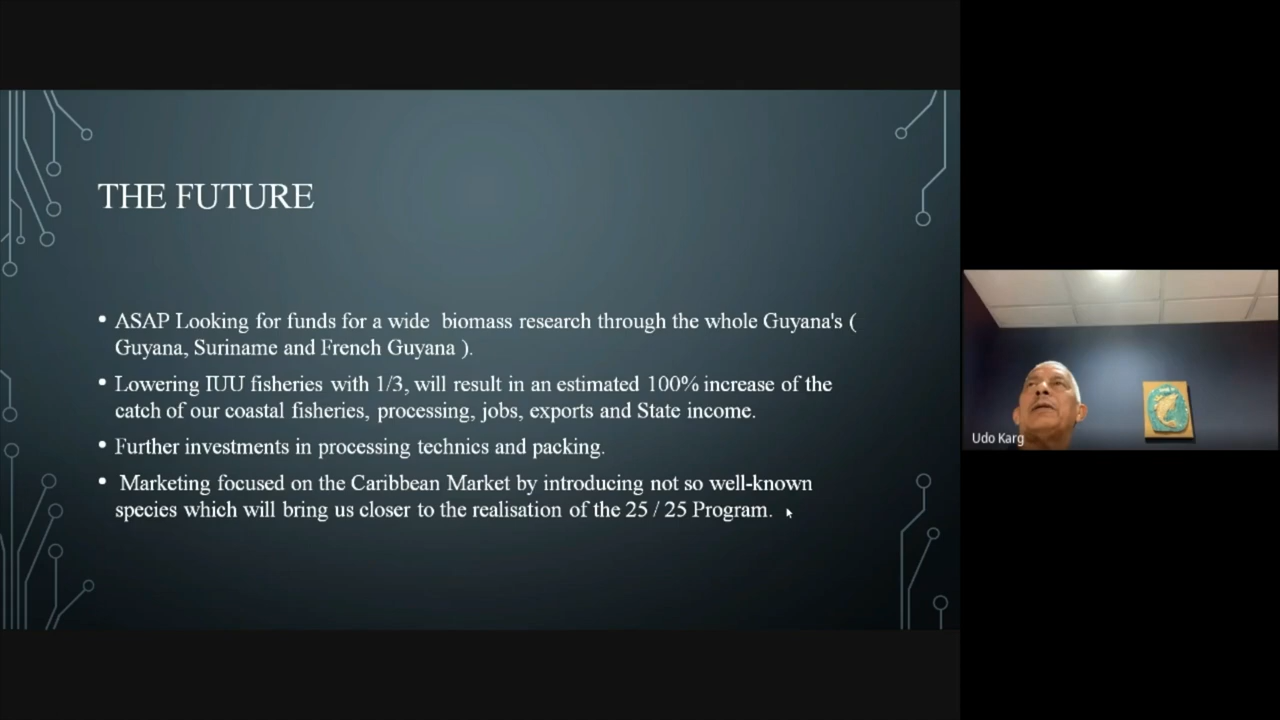 THE FUTURE
• ASAP Looking for funds for a wide biomass research through the whole Guyana's (
Guyana, Suriname and French Guyana ).
• Lowering IUU fisheries with 1/3, will result in an estimated 100% increase of the
catch of our coastal fisheries, processing, jobs, exports and State income.
• Further investments in processing technics and packing.
• Marketing focused on the Caribbean Market by introducing not so well-known
species which will bring us closer to the realisation of the 25 / 25 Program.
Udo Karg